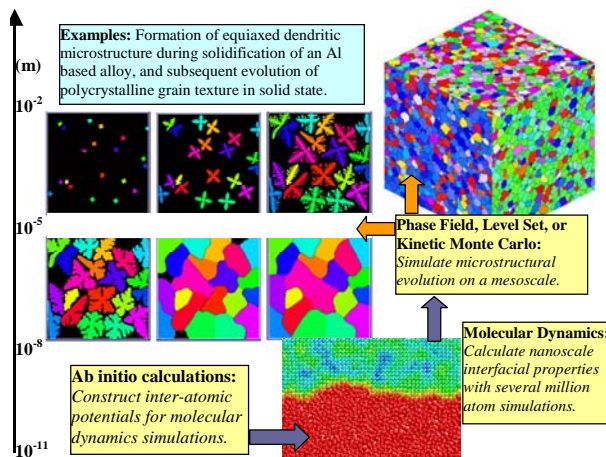 Examples: Formation of equiaxed dendritic
microstructure during solidification of an Al
based alloy, and subsequent evolution of
polycrystalline grain texture in solid state.
(m)
10-2
10-5
Phase Field, Level Set, or
Kinetic Monte Carlo:
Simulate microstructural
evolution on a mesoscale.
10-8
Molecular Dynamics:
Calculate nanoscale
interfacial properties
with several million
atom simulations.
Ab initio calculations:
Construct inter-atomic
potentials for molecular
dynamics simulations.
10-11